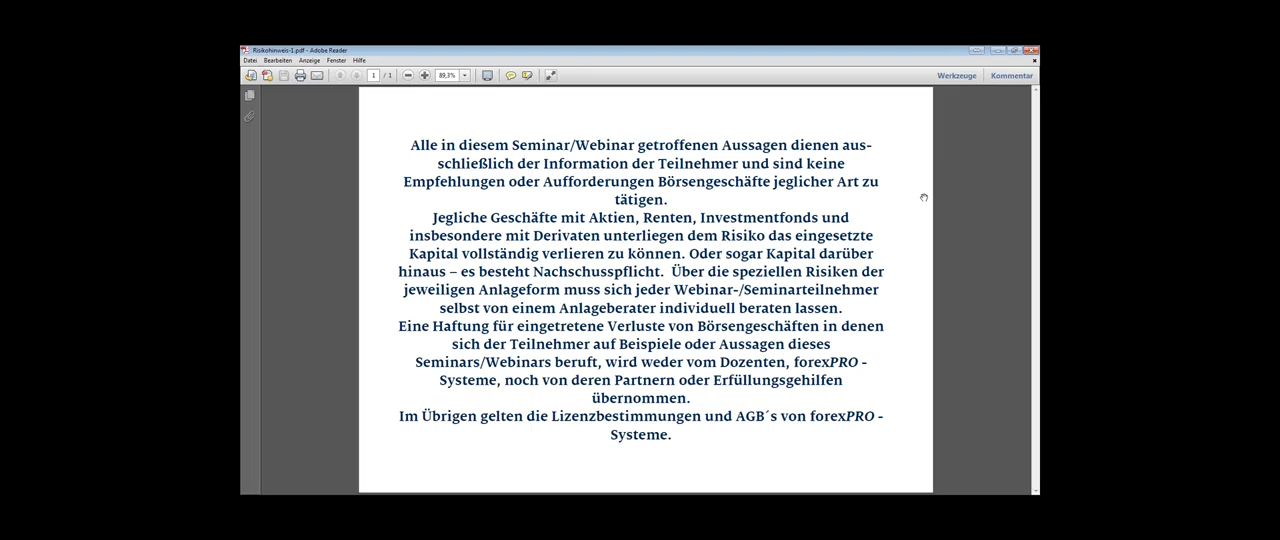 Risikohinweis-1.pdf - Adobe Reader
Datei Bearbeiten Anzeige Fenster Hilfe
1 / 1 89,3% Werkzeuge Kommentar
Alle in diesem Seminar/Webinar getroffenen Aussagen dienen aus-
schließlich der Information der Teilnehmer und sind keine
Empfehlungen oder Aufforderungen Börsengeschäfte jeglicher Art zu
tätigen.
Jegliche Geschäfte mit Aktien, Renten, Investmentfonds und
insbesondere mit Derivaten unterliegen dem Risiko das eingesetzte
Kapital vollständig verlieren zu können. Oder sogar Kapital darüber
hinaus – es besteht Nachschusspflicht. Über die speziellen Risiken der
jeweiligen Anlageform muss sich jeder Webinar-/Seminarteilnehmer
selbst von einem Anlageberater individuell beraten lassen.
Eine Haftung für eingetretene Verluste von Börsengeschäften in denen
sich der Teilnehmer auf Beispiele oder Aussagen dieses
Seminars/Webinars beruft, wird weder vom Dozenten, forexPRO -
Systeme, noch von deren Partnern oder Erfüllungsgehilfen
übernommen.
Im Übrigen gelten die Lizenzbestimmungen und AGB´s von forexPRO -
Systeme.